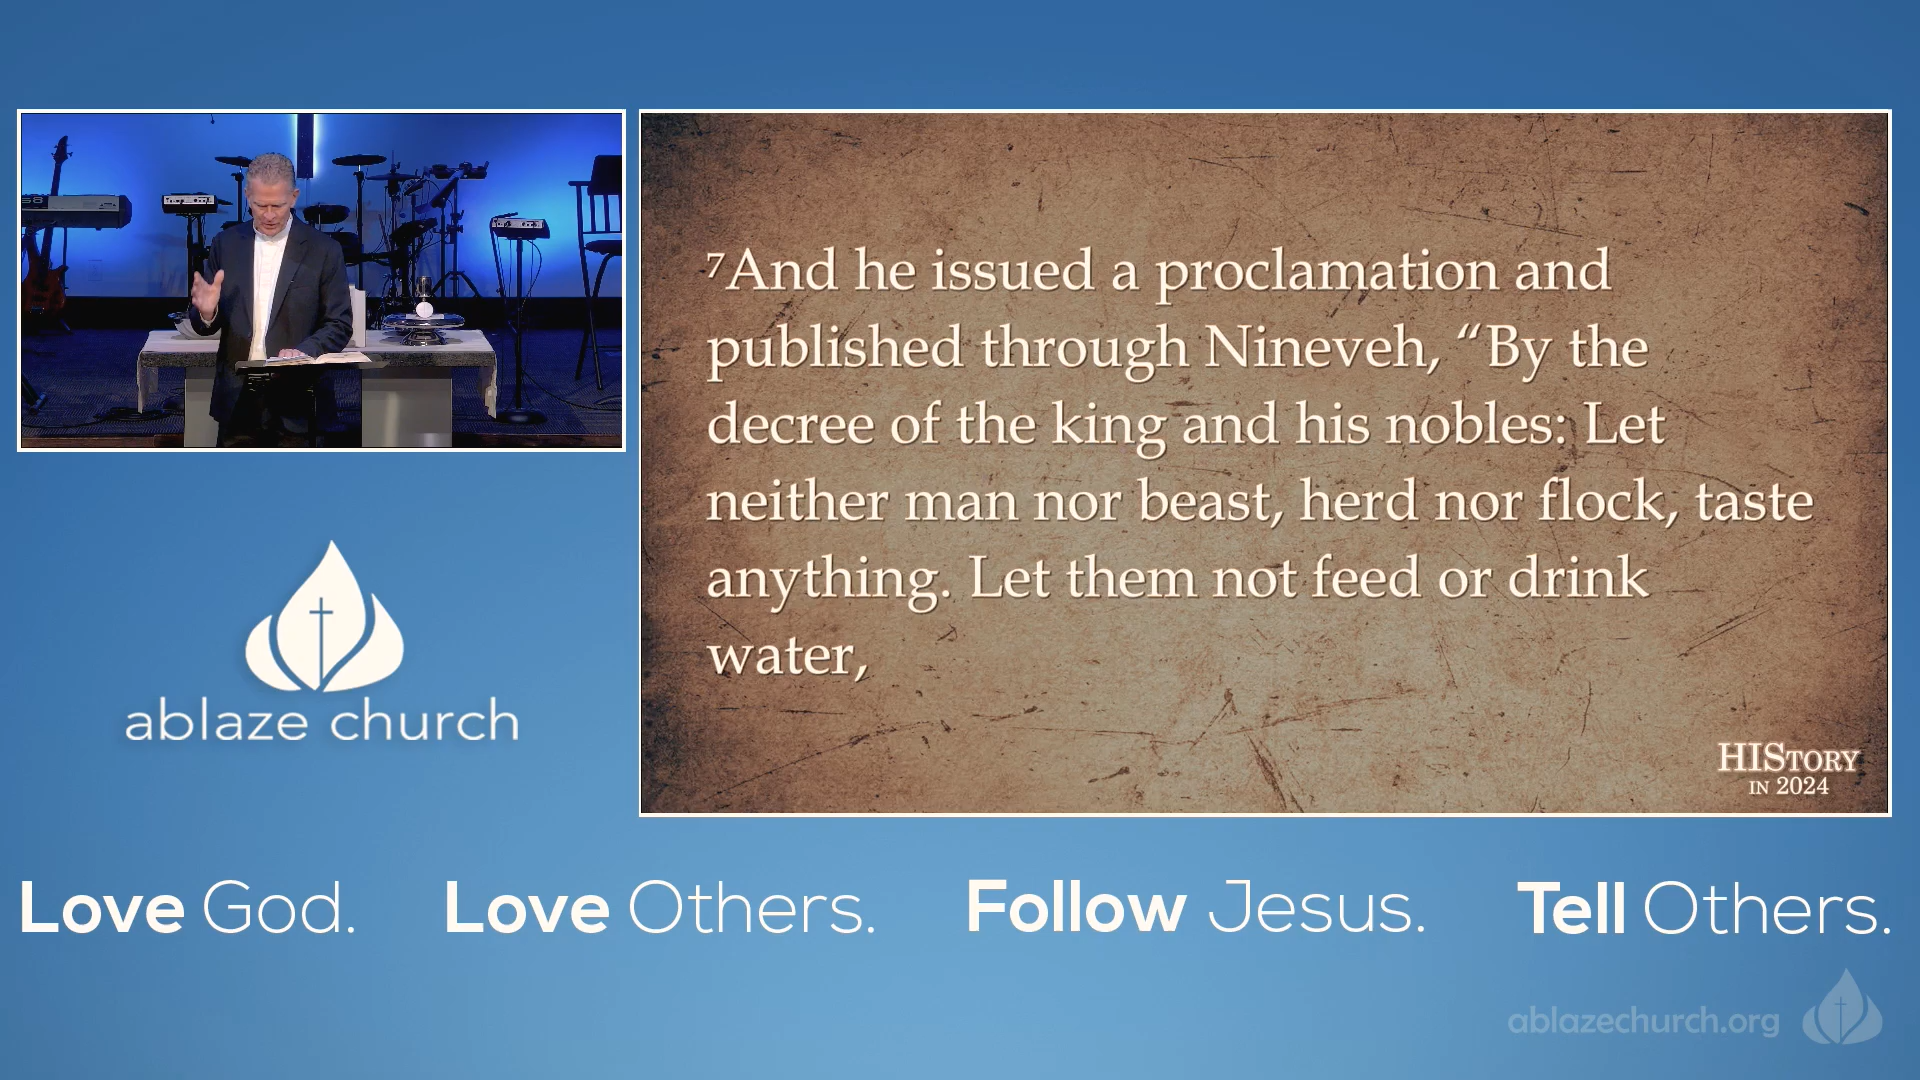 ⁷And he issued a proclamation and
published through Nineveh, “By the
decree of the king and his nobles: Let
neither man nor beast, herd nor flock, taste
anything. Let them not feed or drink
water,
HIStory
in 2024
ablaze church
Love God. Love Others. Follow Jesus. Tell Others.
ablazechurch.org